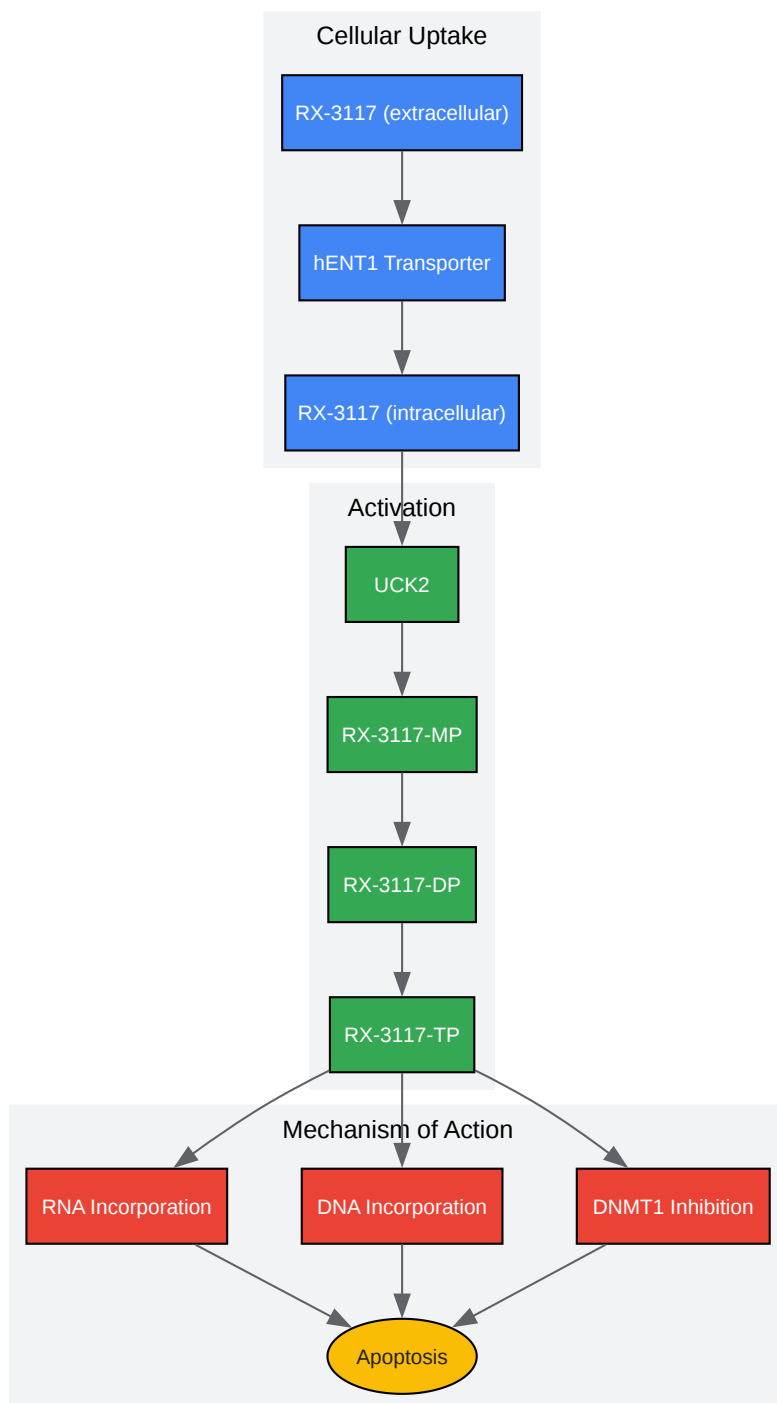 Cellular Uptake
RX-3117 (extracellular)
hENT1 Transporter
RX-3117 (intracellular)
Activation
UCK2
RX-3117-MP
RX-3117-DP
RX-3117-TP
Mechanism of Action
RNA Incorporation
DNA Incorporation
DNMT1 Inhibition
Apoptosis